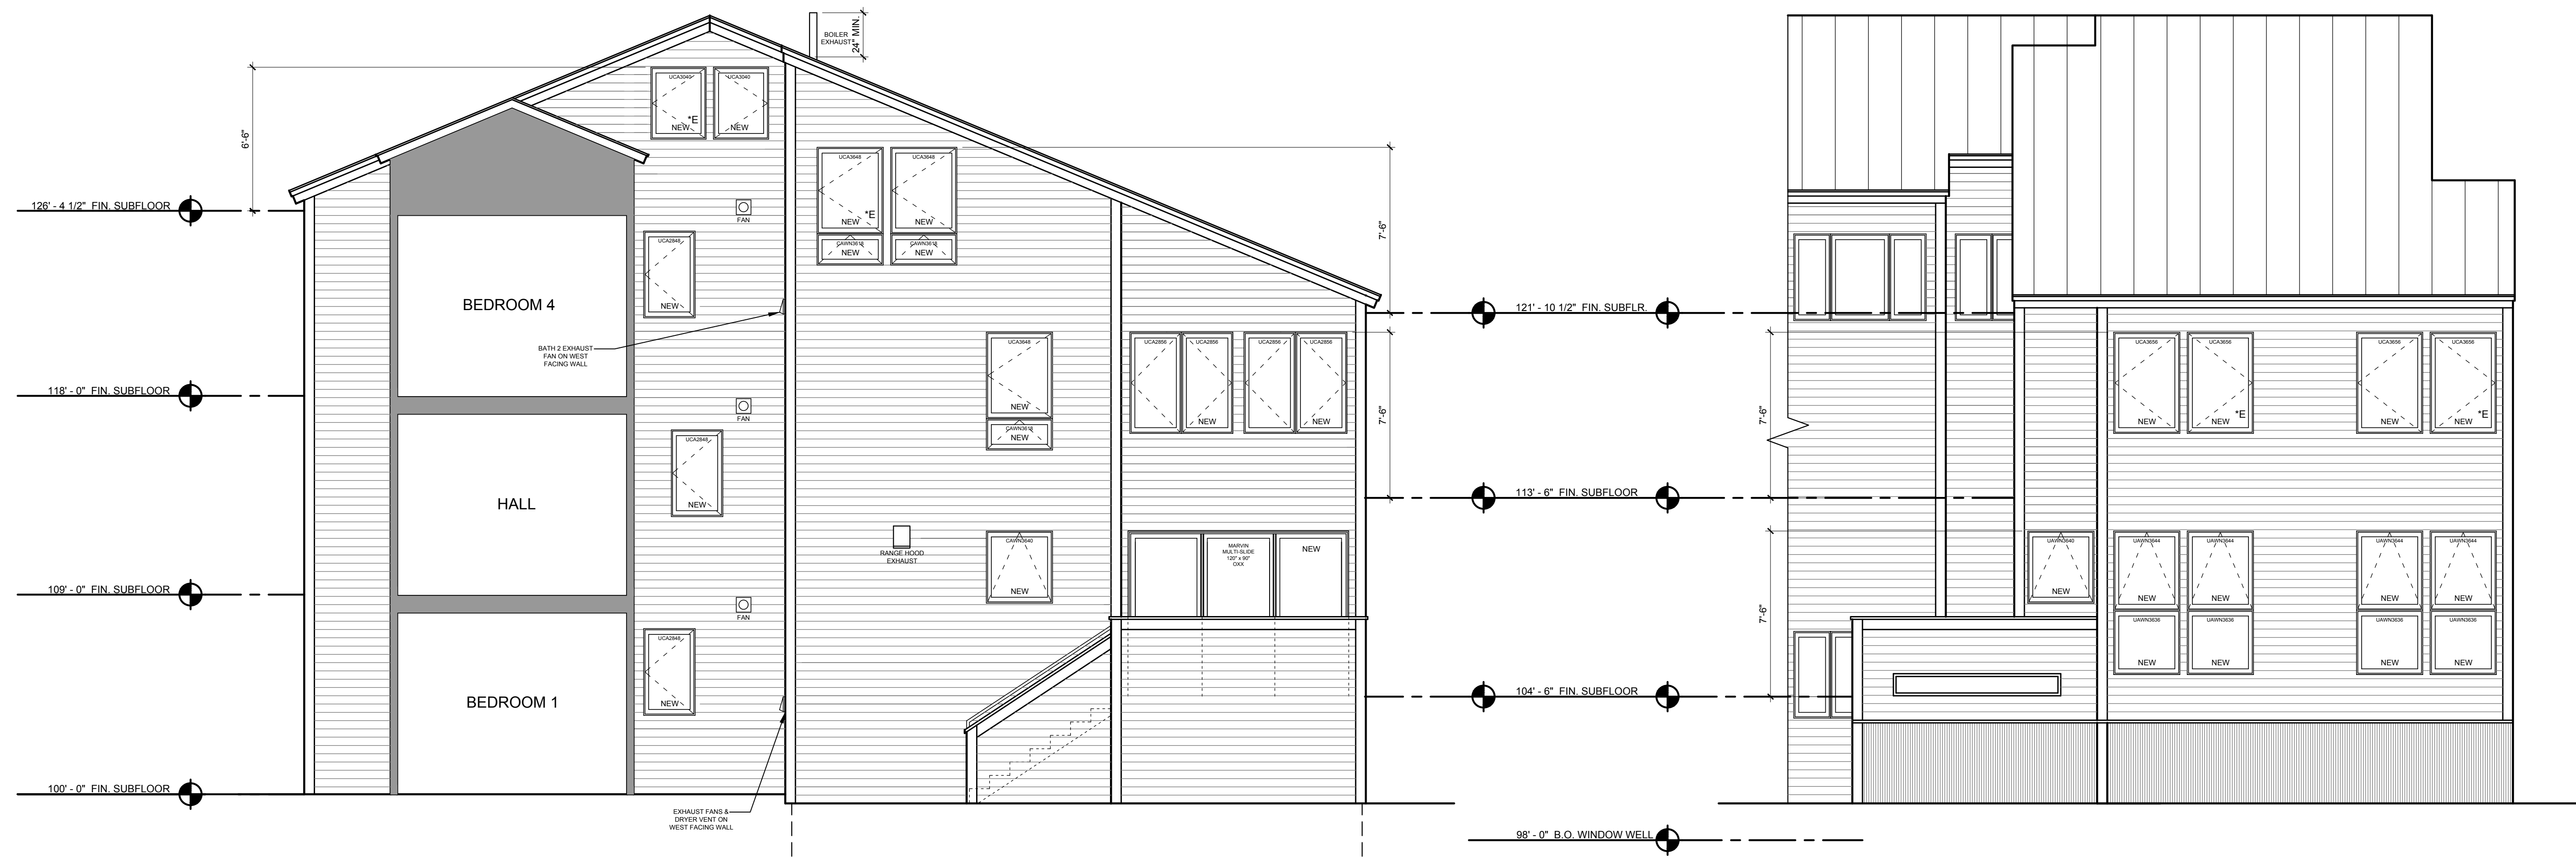 BOILER
EXHAUST
24" MIN.
UCA3040
UCA3040
*E
NEW
NEW
6'-6"
UCA3648
UCA3648
*E
NEW
NEW
CAWN3618
CAWN3618
NEW
NEW
126' - 4 1/2"  FIN. SUBFLOOR
FAN
UCA2848
NEW
BEDROOM 4
7'-6"
121' - 10 1/2"  FIN. SUBFLR.
BATH 2 EXHAUST
FAN ON WEST
FACING WALL
UCA3648
NEW
CAWN3618
NEW
UCA2856
UCA2856
UCA2856
UCA2856
NEW
NEW
7'-6"
118' - 0"  FIN. SUBFLOOR
FAN
UCA2848
NEW
HALL
113' - 6"  FIN. SUBFLOOR
RANGE HOOD
EXHAUST
CAWN3640
NEW
MARVIN
MULTI-SLIDE
120" x 90"
OXX
NEW
109' - 0"  FIN. SUBFLOOR
FAN
UCA2848
NEW
BEDROOM 1
104' - 6"  FIN. SUBFLOOR
100' - 0"  FIN. SUBFLOOR
EXHAUST FANS &
DRYER VENT ON
WEST FACING WALL
98' - 0"  B.O. WINDOW WELL
7'-6"
UCA3656
UCA3656
UCA3656
UCA3656
*E
*E
NEW
NEW
NEW
NEW
7'-6"
UAWN3640
NEW
UAWN3644
UAWN3644
UAWN3644
UAWN3644
NEW
NEW
NEW
NEW
UAWN3636
UAWN3636
UAWN3636
UAWN3636
NEW
NEW
NEW
NEW